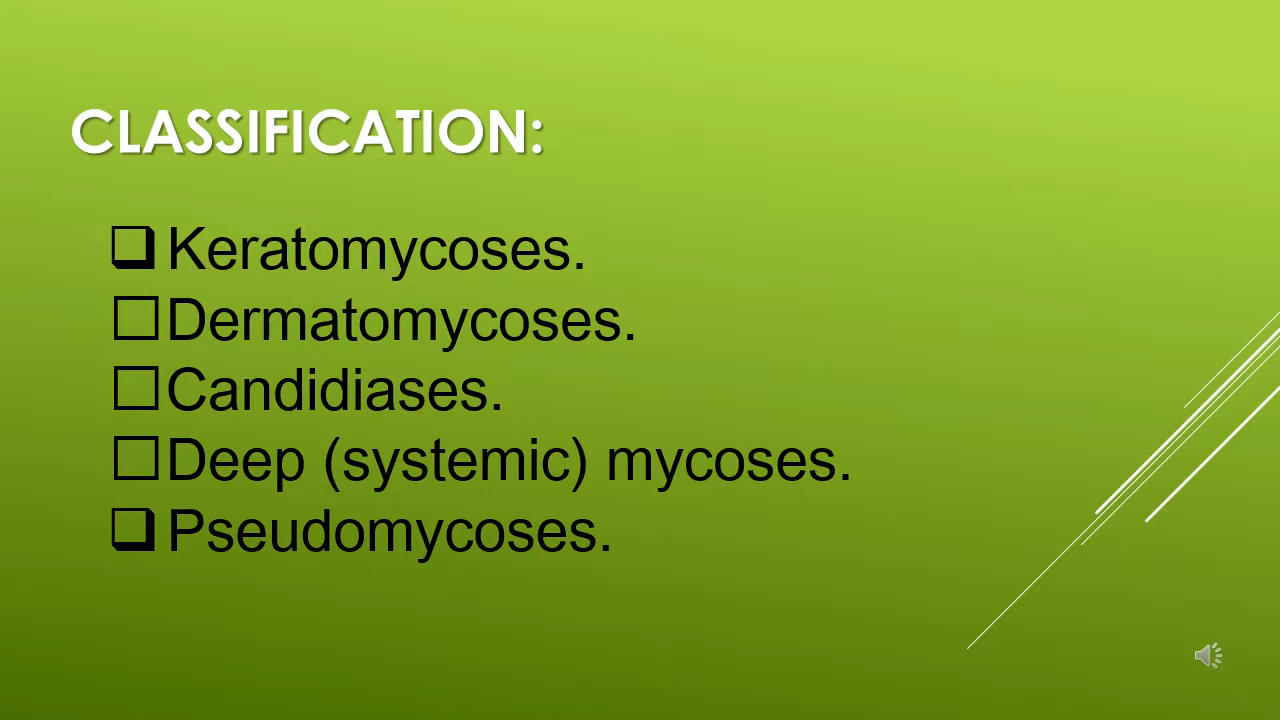 CLASSIFICATION:
❑ Keratomycoses.
☐Dermatomycoses.
☐Candidiases.
☐Deep (systemic) mycoses.
❑ Pseudomycoses.